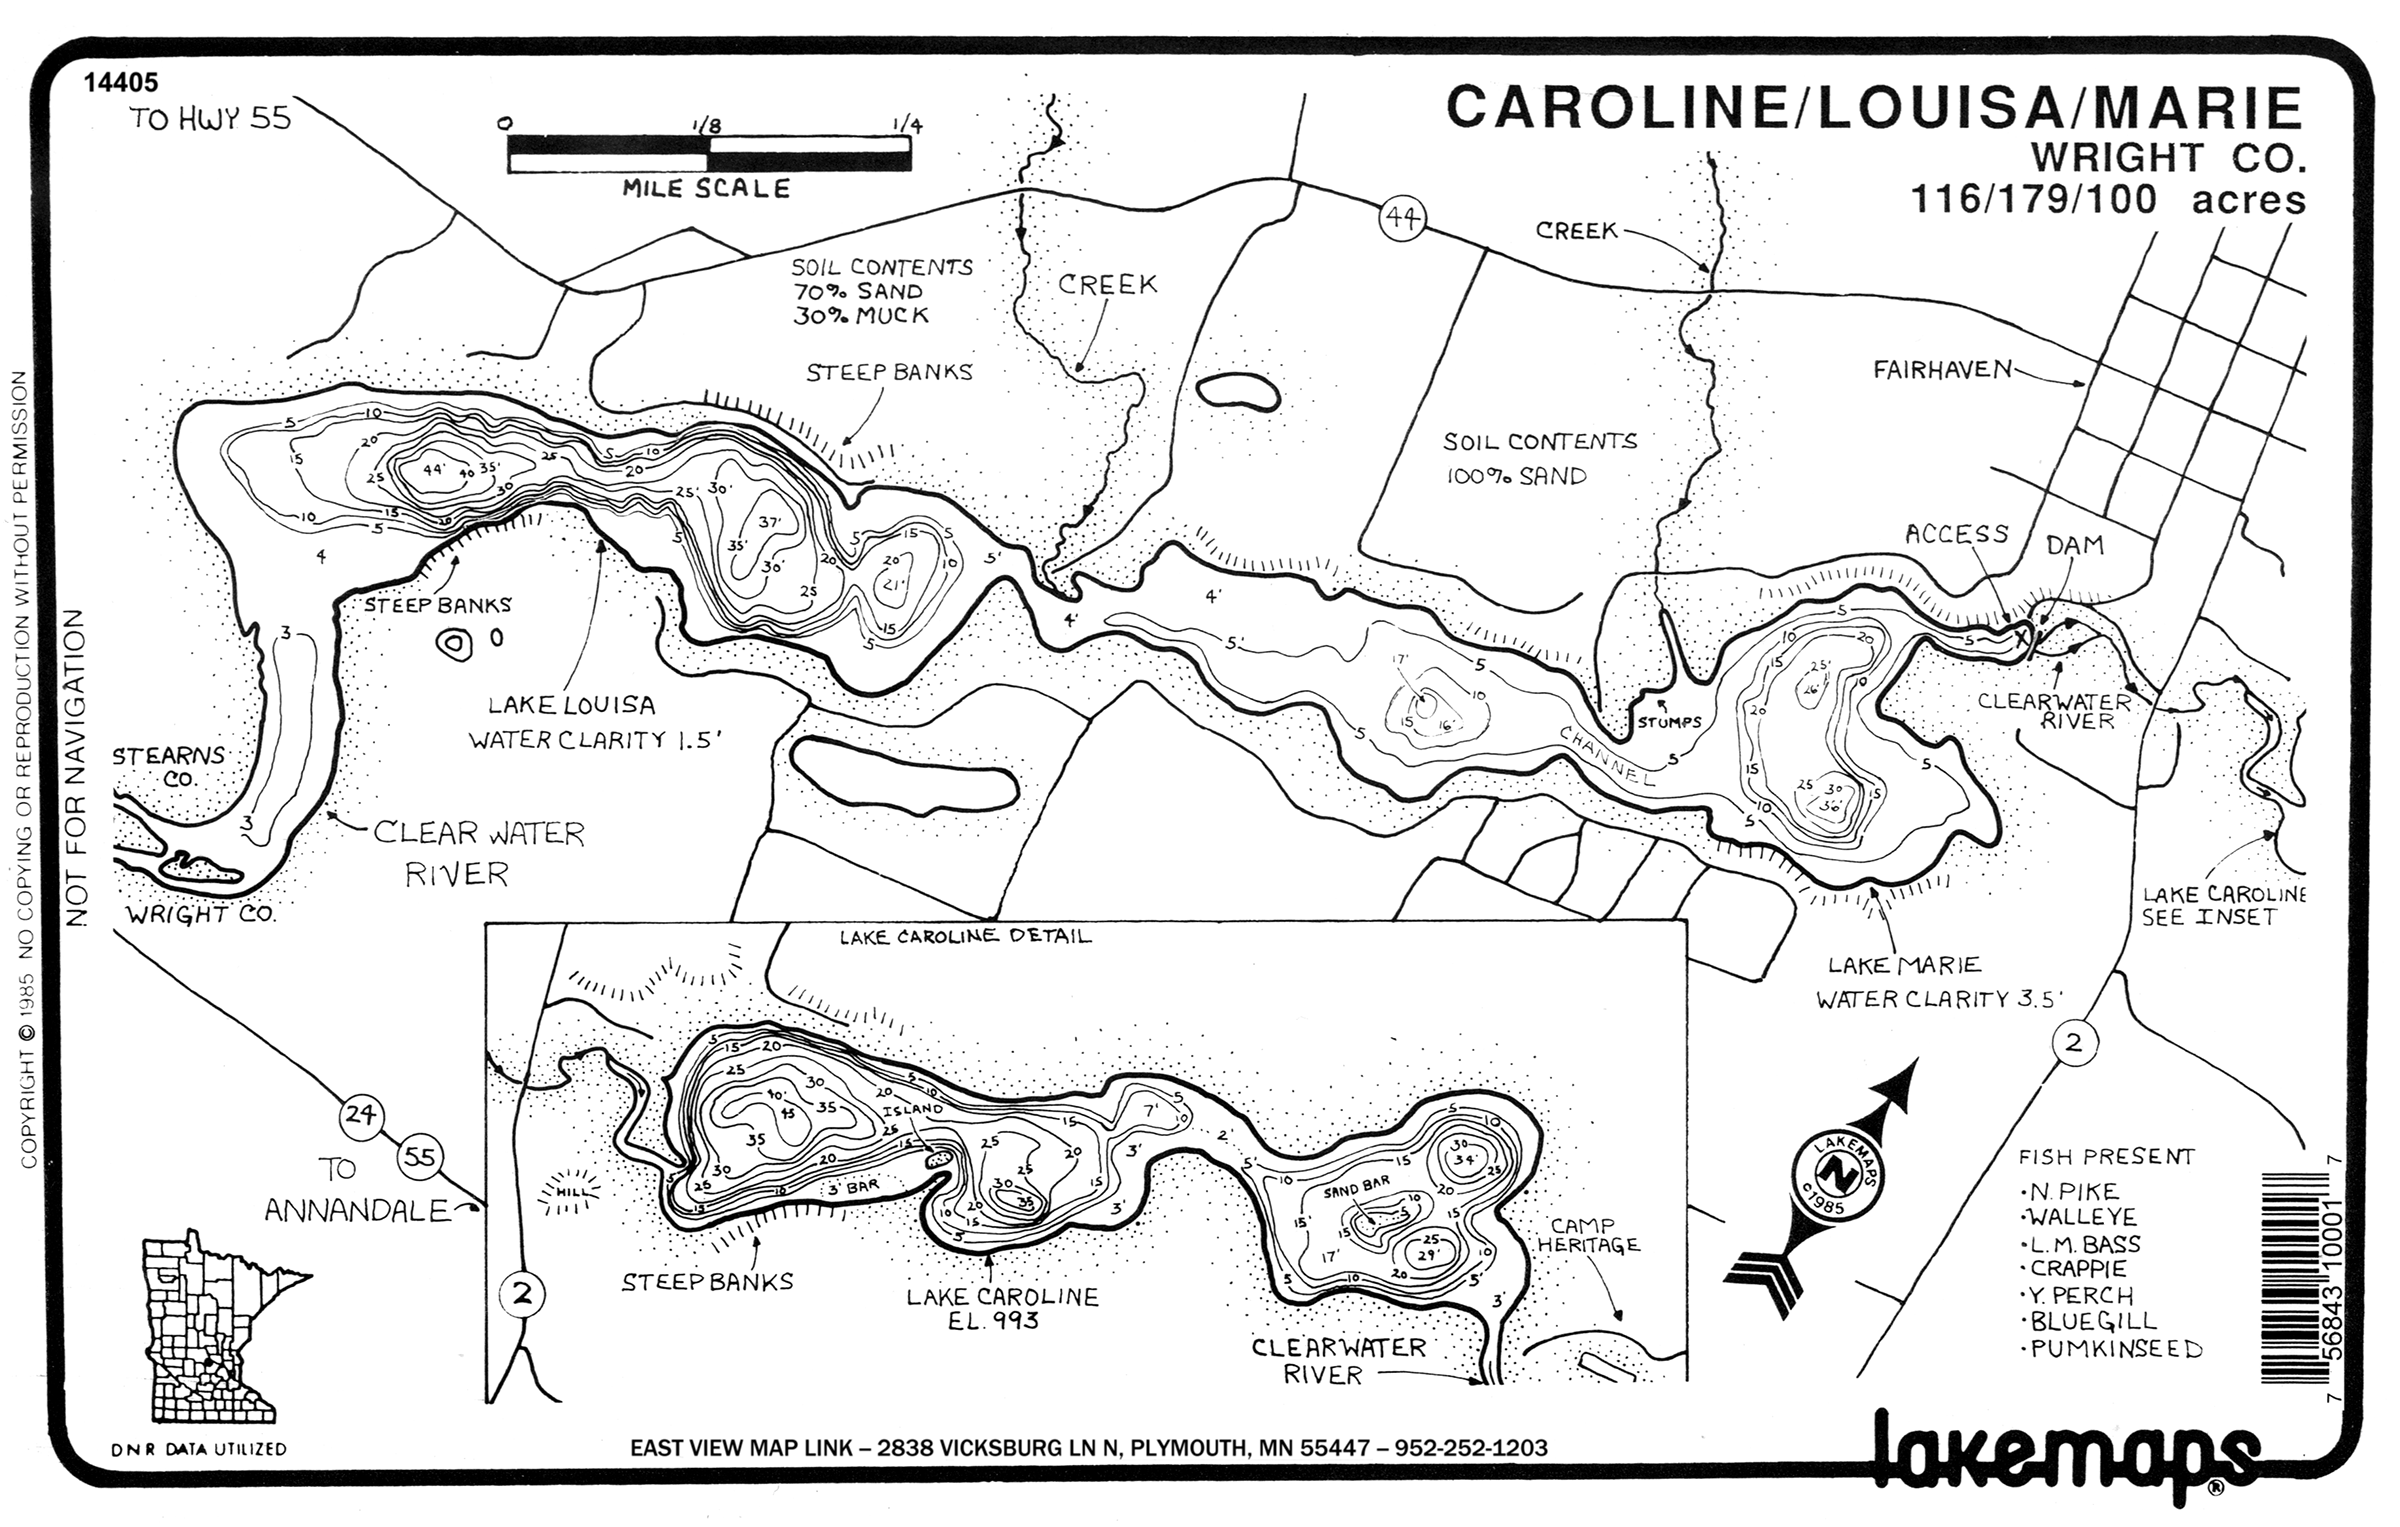 14405
TO HWY 55
0 1/8 1/4
MILE SCALE
CAROLINE/LOUISA/MARIE
WRIGHT CO.
116/179/100 acres
44
CREEK
SOIL CONTENTS
70% SAND
30% MUCK
CREEK
STEEP BANKS
FAIRHAVEN
SOIL CONTENTS
100% SAND
ACCESS
DAM
5 10 15 20 25 44' 40 35' 30 25 20 15 10 5
5 10 20 25' 30' 37' 35' 30' 25 20 5
5 15 5 20 10 21' 15 5 5'
4
STEEP BANKS
3
3
LAKE LOUISA
WATER CLARITY 1.5'
4' 4' 5' 17' 5 10 15 16' 5
CHANNEL
5
STUMPS
5 10 15 20 25' 26' 10 20 15 25 30' 36' 15 10 5 5 5
CLEARWATER
RIVER
STEARNS
CO.
CLEAR WATER
RIVER
WRIGHT CO.
LAKE CAROLINE
SEE INSET
LAKE MARIE
WATER CLARITY 3.5'
2
24
55
TO
ANNANDALE
LAKE CAROLINE DETAIL
5 15 20 25 30 40' 45 35 20 5 10
ISLAND
35 30 25 20 15 10 25 15 5
3' BAR
25 20 25 30 35 15 7' 5 10 3' 15 3' 10 20 15 5
2' 5' 10 15 5 10 30 34' 25 20
SAND BAR
10 5 15 15 15 17' 25 29' 20 10 5' 10 5 3'
HILL
STEEP BANKS
LAKE CAROLINE
EL. 993
CAMP
HERITAGE
CLEARWATER
RIVER
2
LAKEMAPS
N
©1985
FISH PRESENT
•N. PIKE
•WALLEYE
•L.M. BASS
•CRAPPIE
•Y. PERCH
•BLUEGILL
•PUMKINSEED
7 56843 10001 7
DNR DATA UTILIZED
EAST VIEW MAP LINK – 2838 VICKSBURG LN N, PLYMOUTH, MN 55447 – 952-252-1203
lakemaps®
NOT FOR NAVIGATION
COPYRIGHT © 1985 NO COPYING OR REPRODUCTION WITHOUT PERMISSION